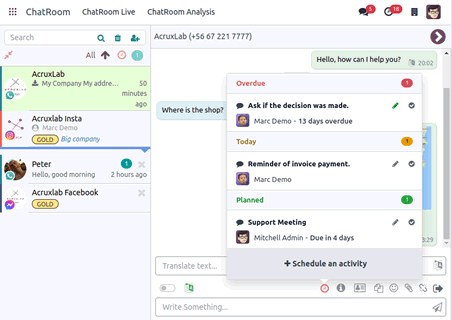 ChatRoom ChatRoom Live ChatRoom Analysis
5
18
Search
All
1
AcruxLab
My Company My addre...
50 minutes ago
AcruxLab Insta
Marc Demo
GOLD Big company
Peter
1
Hello, good morning 2 hours ago
Acruxlab Facebook
GOLD
AcruxLab (+56 67 221 7777)
Hello, how can I help you?
20:02
Where is the shop?
Overdue 1
Ask if the decision was made.
Marc Demo - 13 days overdue
Today 1
Reminder of invoice payment.
Marc Demo
Planned 1
Support Meeting
Mitchell Admin - Due in 4 days
+ Schedule an activity
3:29
Translate text...
Write Something...